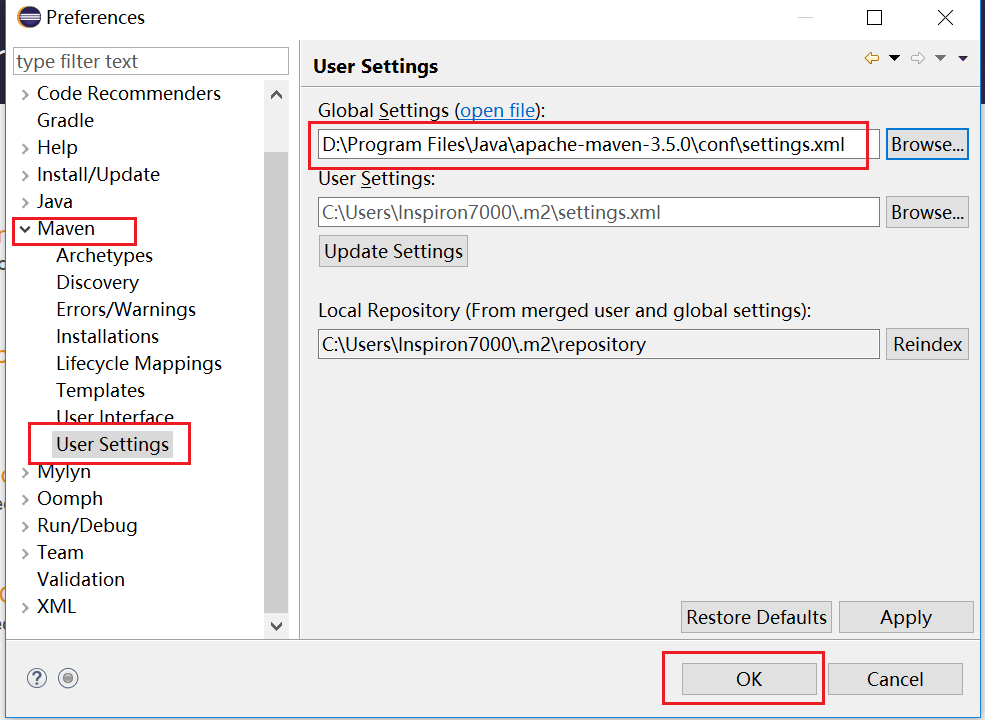 Preferences
type filter text
Code Recommenders
Gradle
Help
Install/Update
Java
Maven
Archetypes
Discovery
Errors/Warnings
Installations
Lifecycle Mappings
Templates
User Interface
User Settings
Mylyn
Oomph
Run/Debug
Team
Validation
XML
User Settings
Global Settings (open file):
D:\Program Files\Java\apache-maven-3.5.0\conf\settings.xml
Browse...
User Settings:
C:\Users\Inspiron7000\.m2\settings.xml
Browse...
Update Settings
Local Repository (From merged user and global settings):
C:\Users\Inspiron7000\.m2\repository
Reindex
Restore Defaults
Apply
?
OK
Cancel